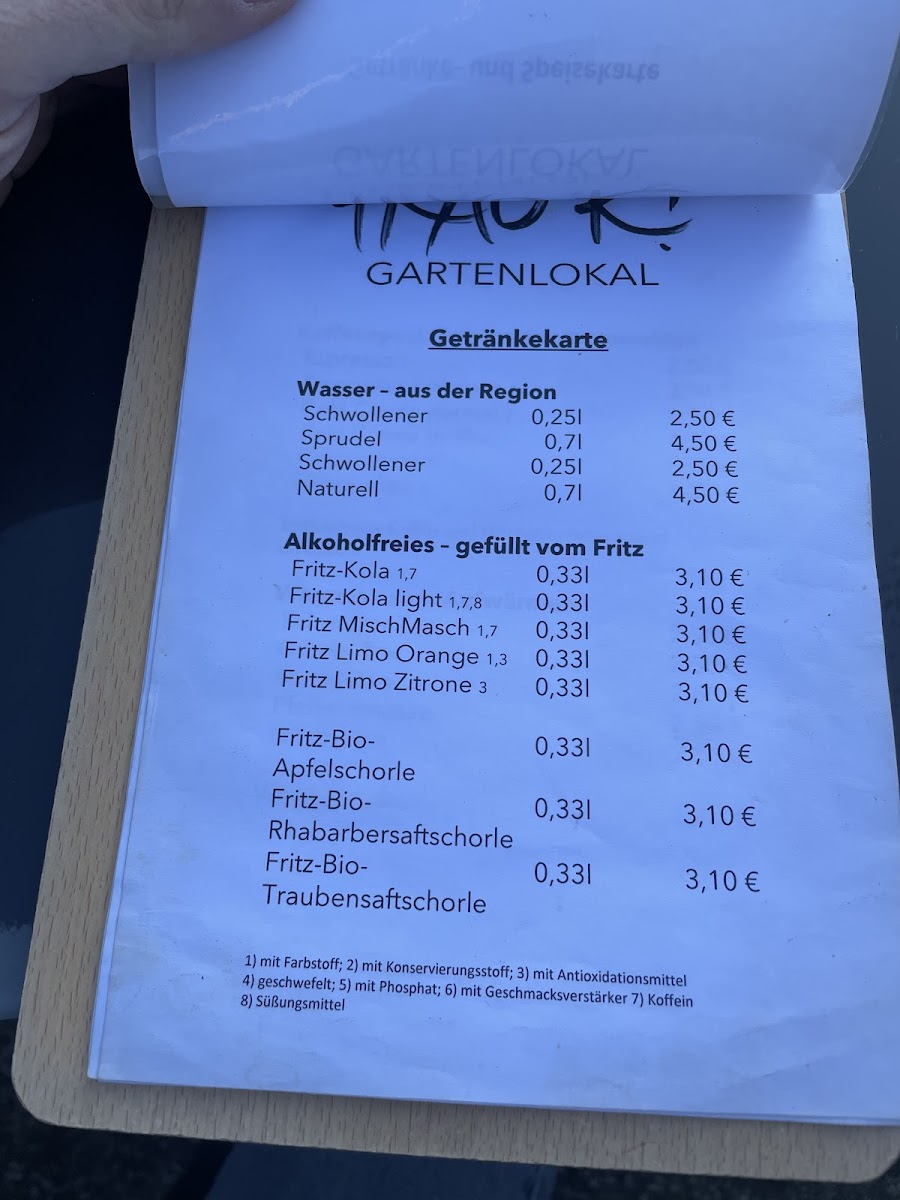 Getränke- und Speisekarte
GARTENLOKAL
GARTENLOKAL
Getränkekarte
Wasser – aus der Region
Schwollener 0,25l 2,50 €
Sprudel 0,7l 4,50 €
Schwollener 0,25l 2,50 €
Naturell 0,7l 4,50 €
Alkoholfreies – gefüllt vom Fritz
Fritz-Kola 1,7 0,33l 3,10 €
Fritz-Kola light 1,7,8 0,33l 3,10 €
Fritz MischMasch 1,7 0,33l 3,10 €
Fritz Limo Orange 1,3 0,33l 3,10 €
Fritz Limo Zitrone 3 0,33l 3,10 €
Fritz-Bio- 0,33l 3,10 €
Apfelschorle
Fritz-Bio- 0,33l 3,10 €
Rhabarbersaftschorle
Fritz-Bio- 0,33l 3,10 €
Traubensaftschorle
1) mit Farbstoff; 2) mit Konservierungsstoff; 3) mit Antioxidationsmittel
4) geschwefelt; 5) mit Phosphat; 6) mit Geschmacksverstärker 7) Koffein
8) Süßungsmittel